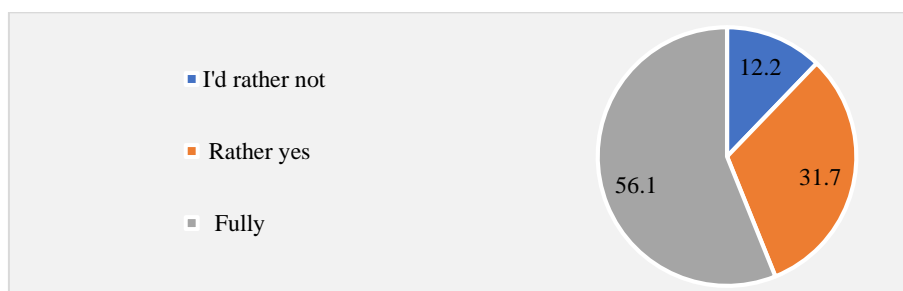 I'd rather not
Rather yes
Fully
12.2
31.7
56.1